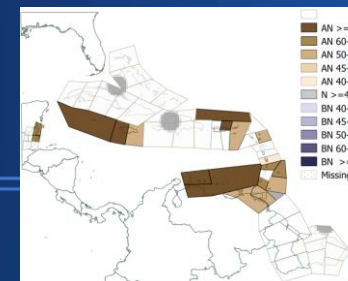 AN >=
AN 60-
AN 50-
AN 45-
AN 40-
N >=4
BN 40-
BN 45-
BN 50-
BN 60-
BN >=
Missing